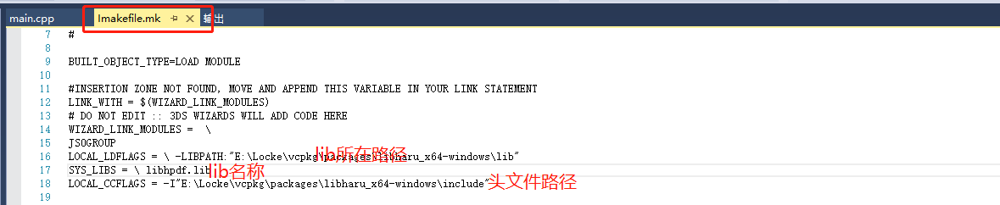 main.cpp Imakefile.mk 输出
7 #
8
9 BUILT_OBJECT_TYPE=LOAD MODULE
10
11 #INSERTION ZONE NOT FOUND, MOVE AND APPEND THIS VARIABLE IN YOUR LINK STATEMENT
12 LINK_WITH = $(WIZARD_LINK_MODULES)
13 # DO NOT EDIT :: 3DS WIZARDS WILL ADD CODE HERE
14 WIZARD_LINK_MODULES = \
15 JS0GROUP
16 LOCAL_LDFLAGS = \ -LIBPATH:"E:\Locke\vcpkg\packages\libharu_x64-windows\lib" lib所在路径
17 SYS_LIBS = \ libhpdf.lib lib名称
18 LOCAL_CCFLAGS = -I"E:\Locke\vcpkg\packages\libharu_x64-windows\include" 头文件路径
19